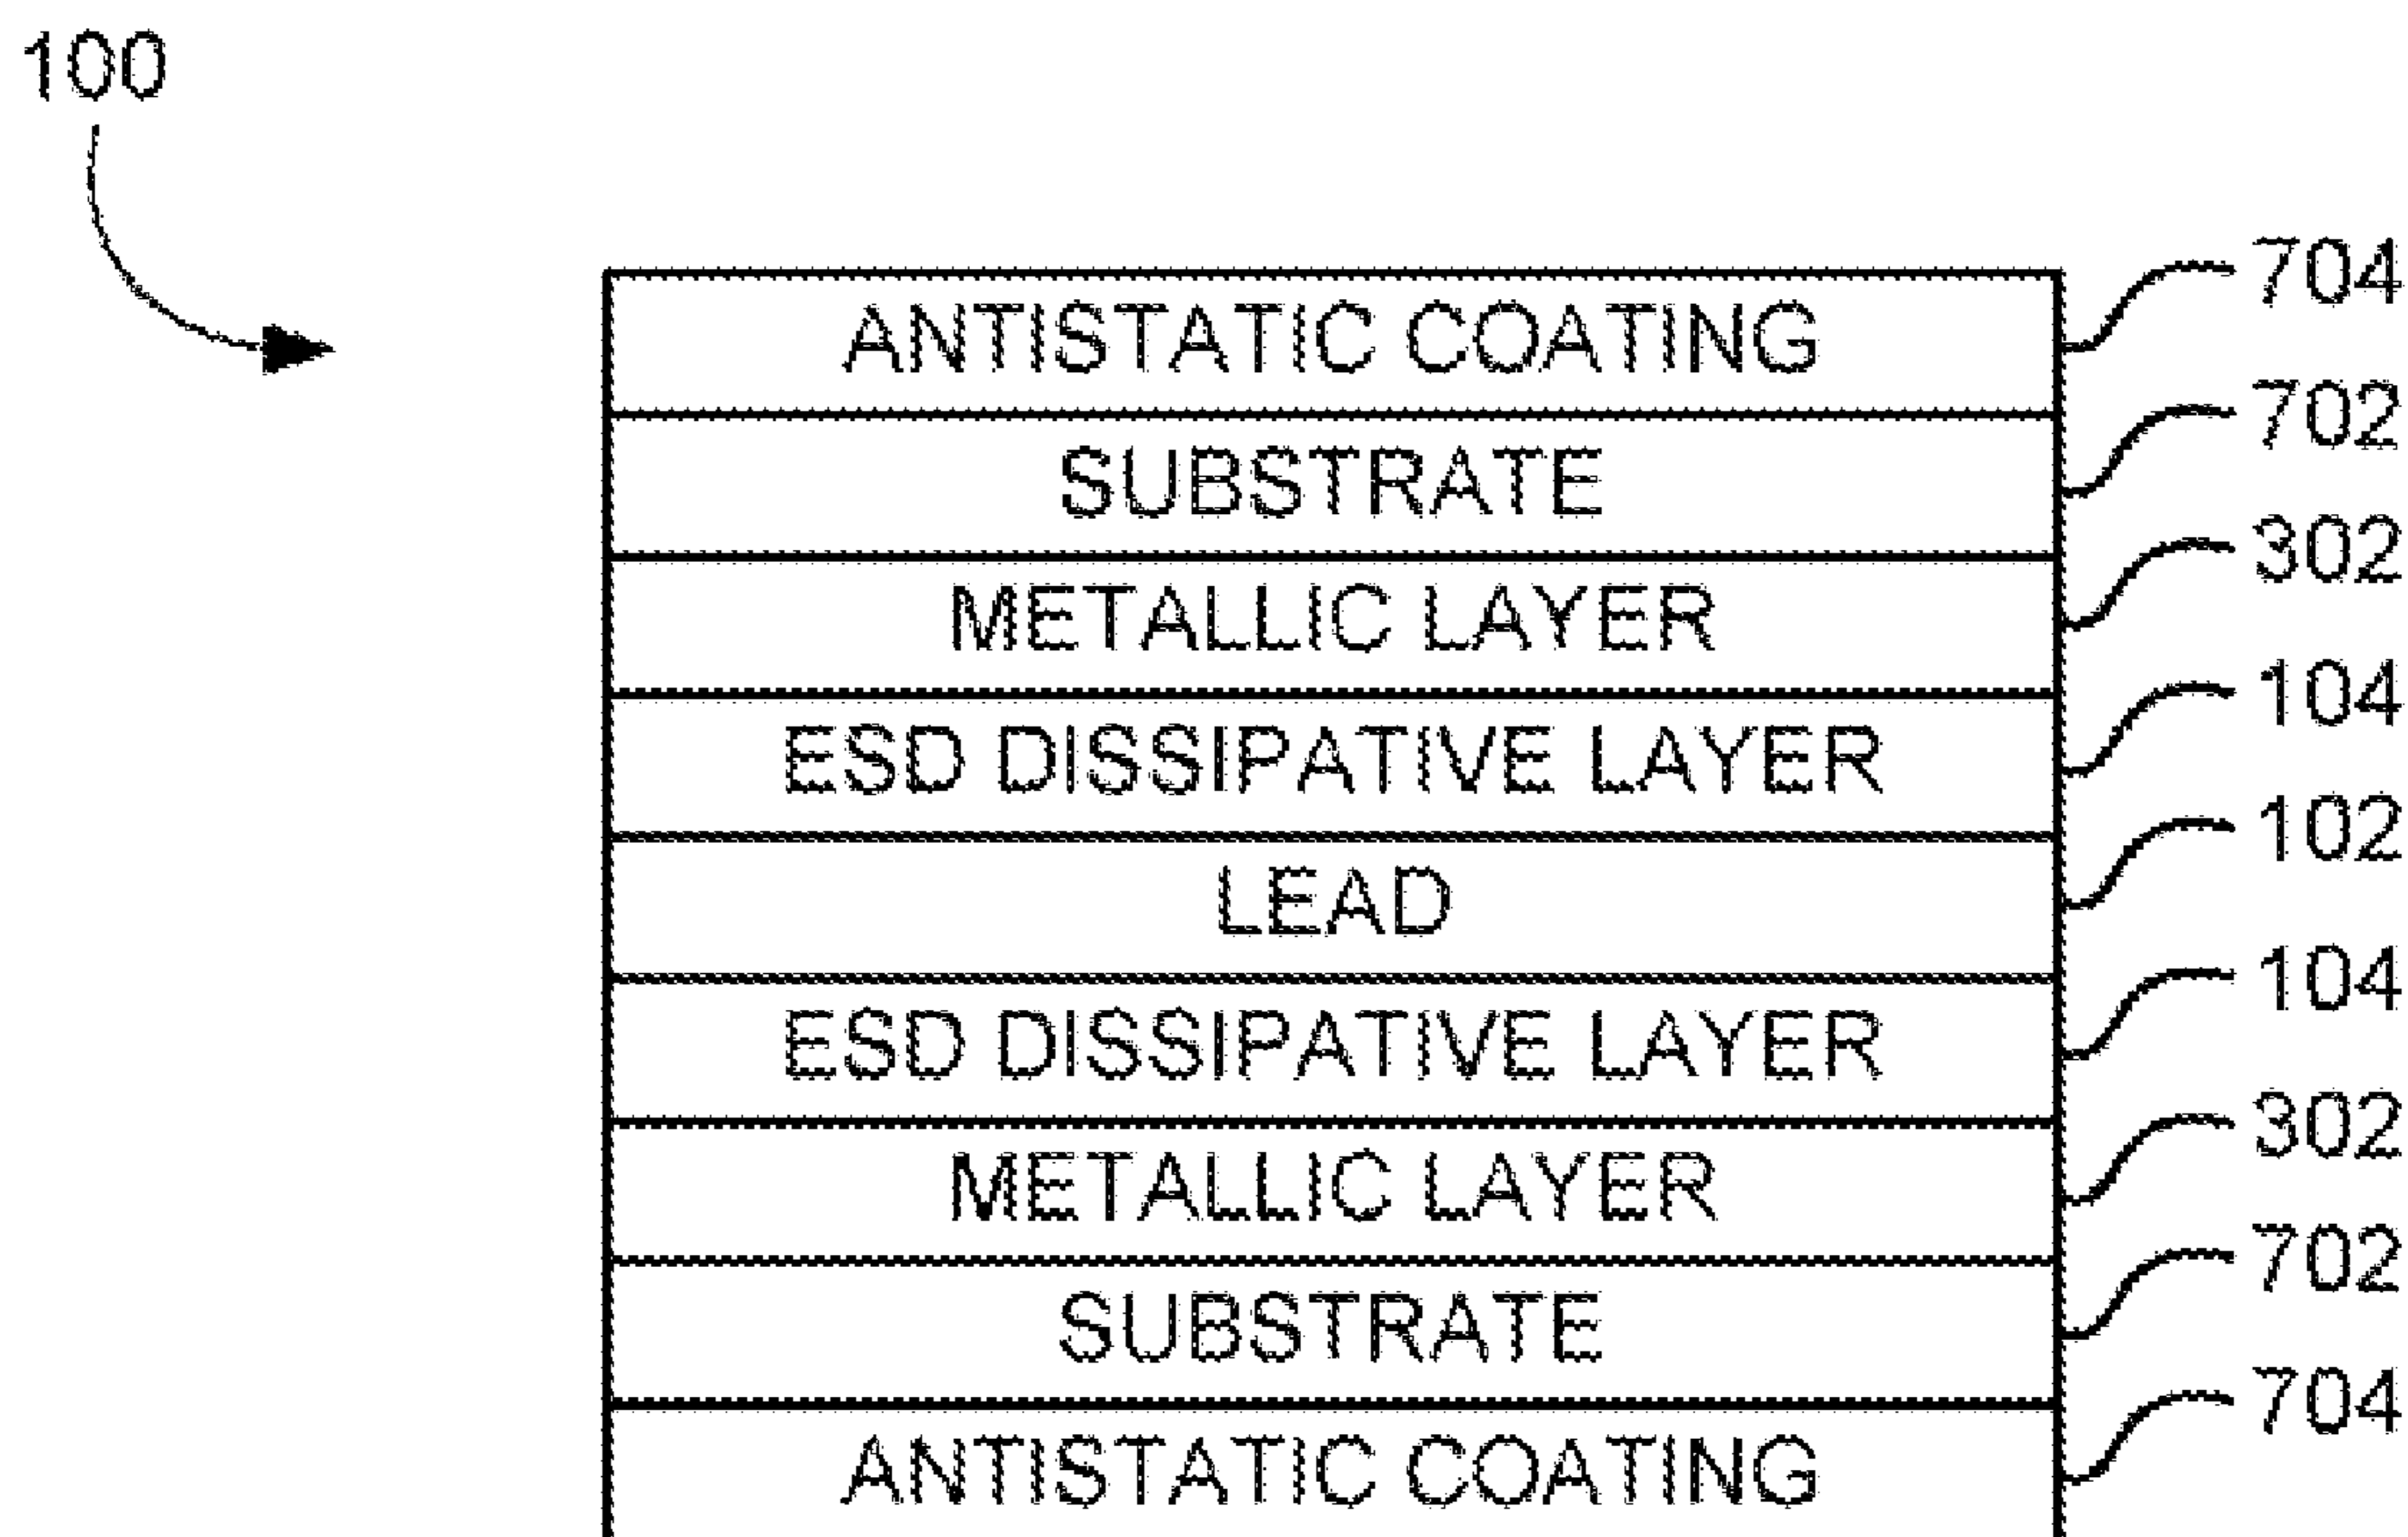 100
ANTISTATIC COATING 704
SUBSTRATE 702
METALLIC LAYER 302
ESD DISSIPATIVE LAYER 104
LEAD 102
ESD DISSIPATIVE LAYER 104
METALLIC LAYER 302
SUBSTRATE 702
ANTISTATIC COATING 704